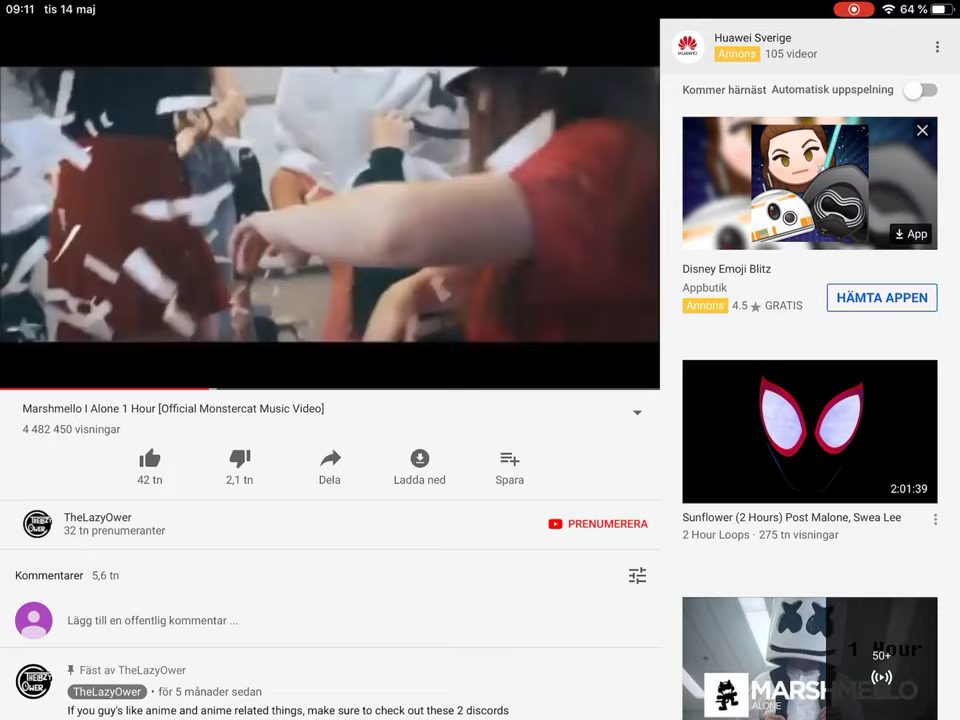 09:11 tis 14 maj
64 %
Huawei Sverige
Annons 105 videor
HUAWEI
Kommer härnäst Automatisk uppspelning
App
Disney Emoji Blitz
Appbutik
Annons 4.5 ★ GRATIS
HÄMTA APPEN
Marshmello I Alone 1 Hour [Official Monstercat Music Video]
4 482 450 visningar
42 tn
2,1 tn
Dela
Ladda ned
Spara
2:01:39
Sunflower (2 Hours) Post Malone, Swea Lee
2 Hour Loops · 275 tn visningar
TheLazyOwer
32 tn prenumeranter
PRENUMERERA
Kommentarer 5,6 tn
Lägg till en offentlig kommentar ...
Fäst av TheLazyOwer
TheLazyOwer • för 5 månader sedan
If you guy's like anime and anime related things, make sure to check out these 2 discords
1 Hour
50+
MARSHMELLO
ALONE